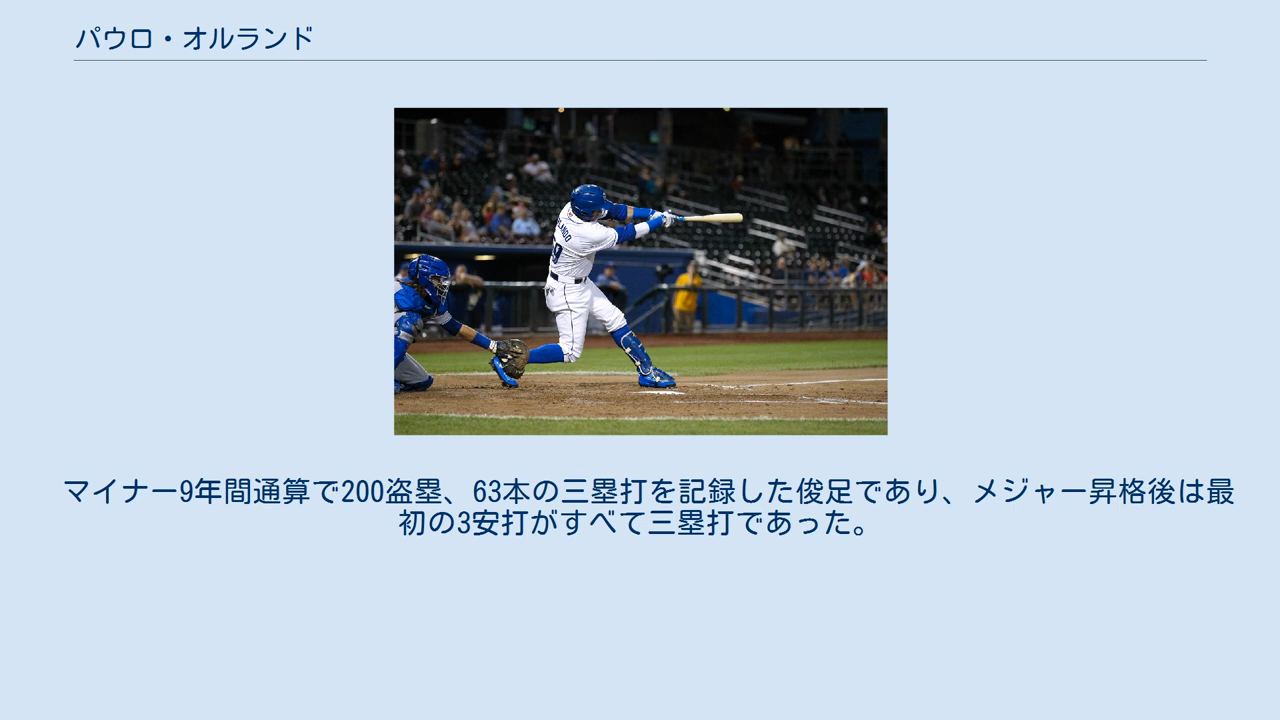 パウロ・オルランド
マイナー9年間通算で200盗塁、63本の三塁打を記録した俊足であり、メジャー昇格後は最
初の3安打がすべて三塁打であった。